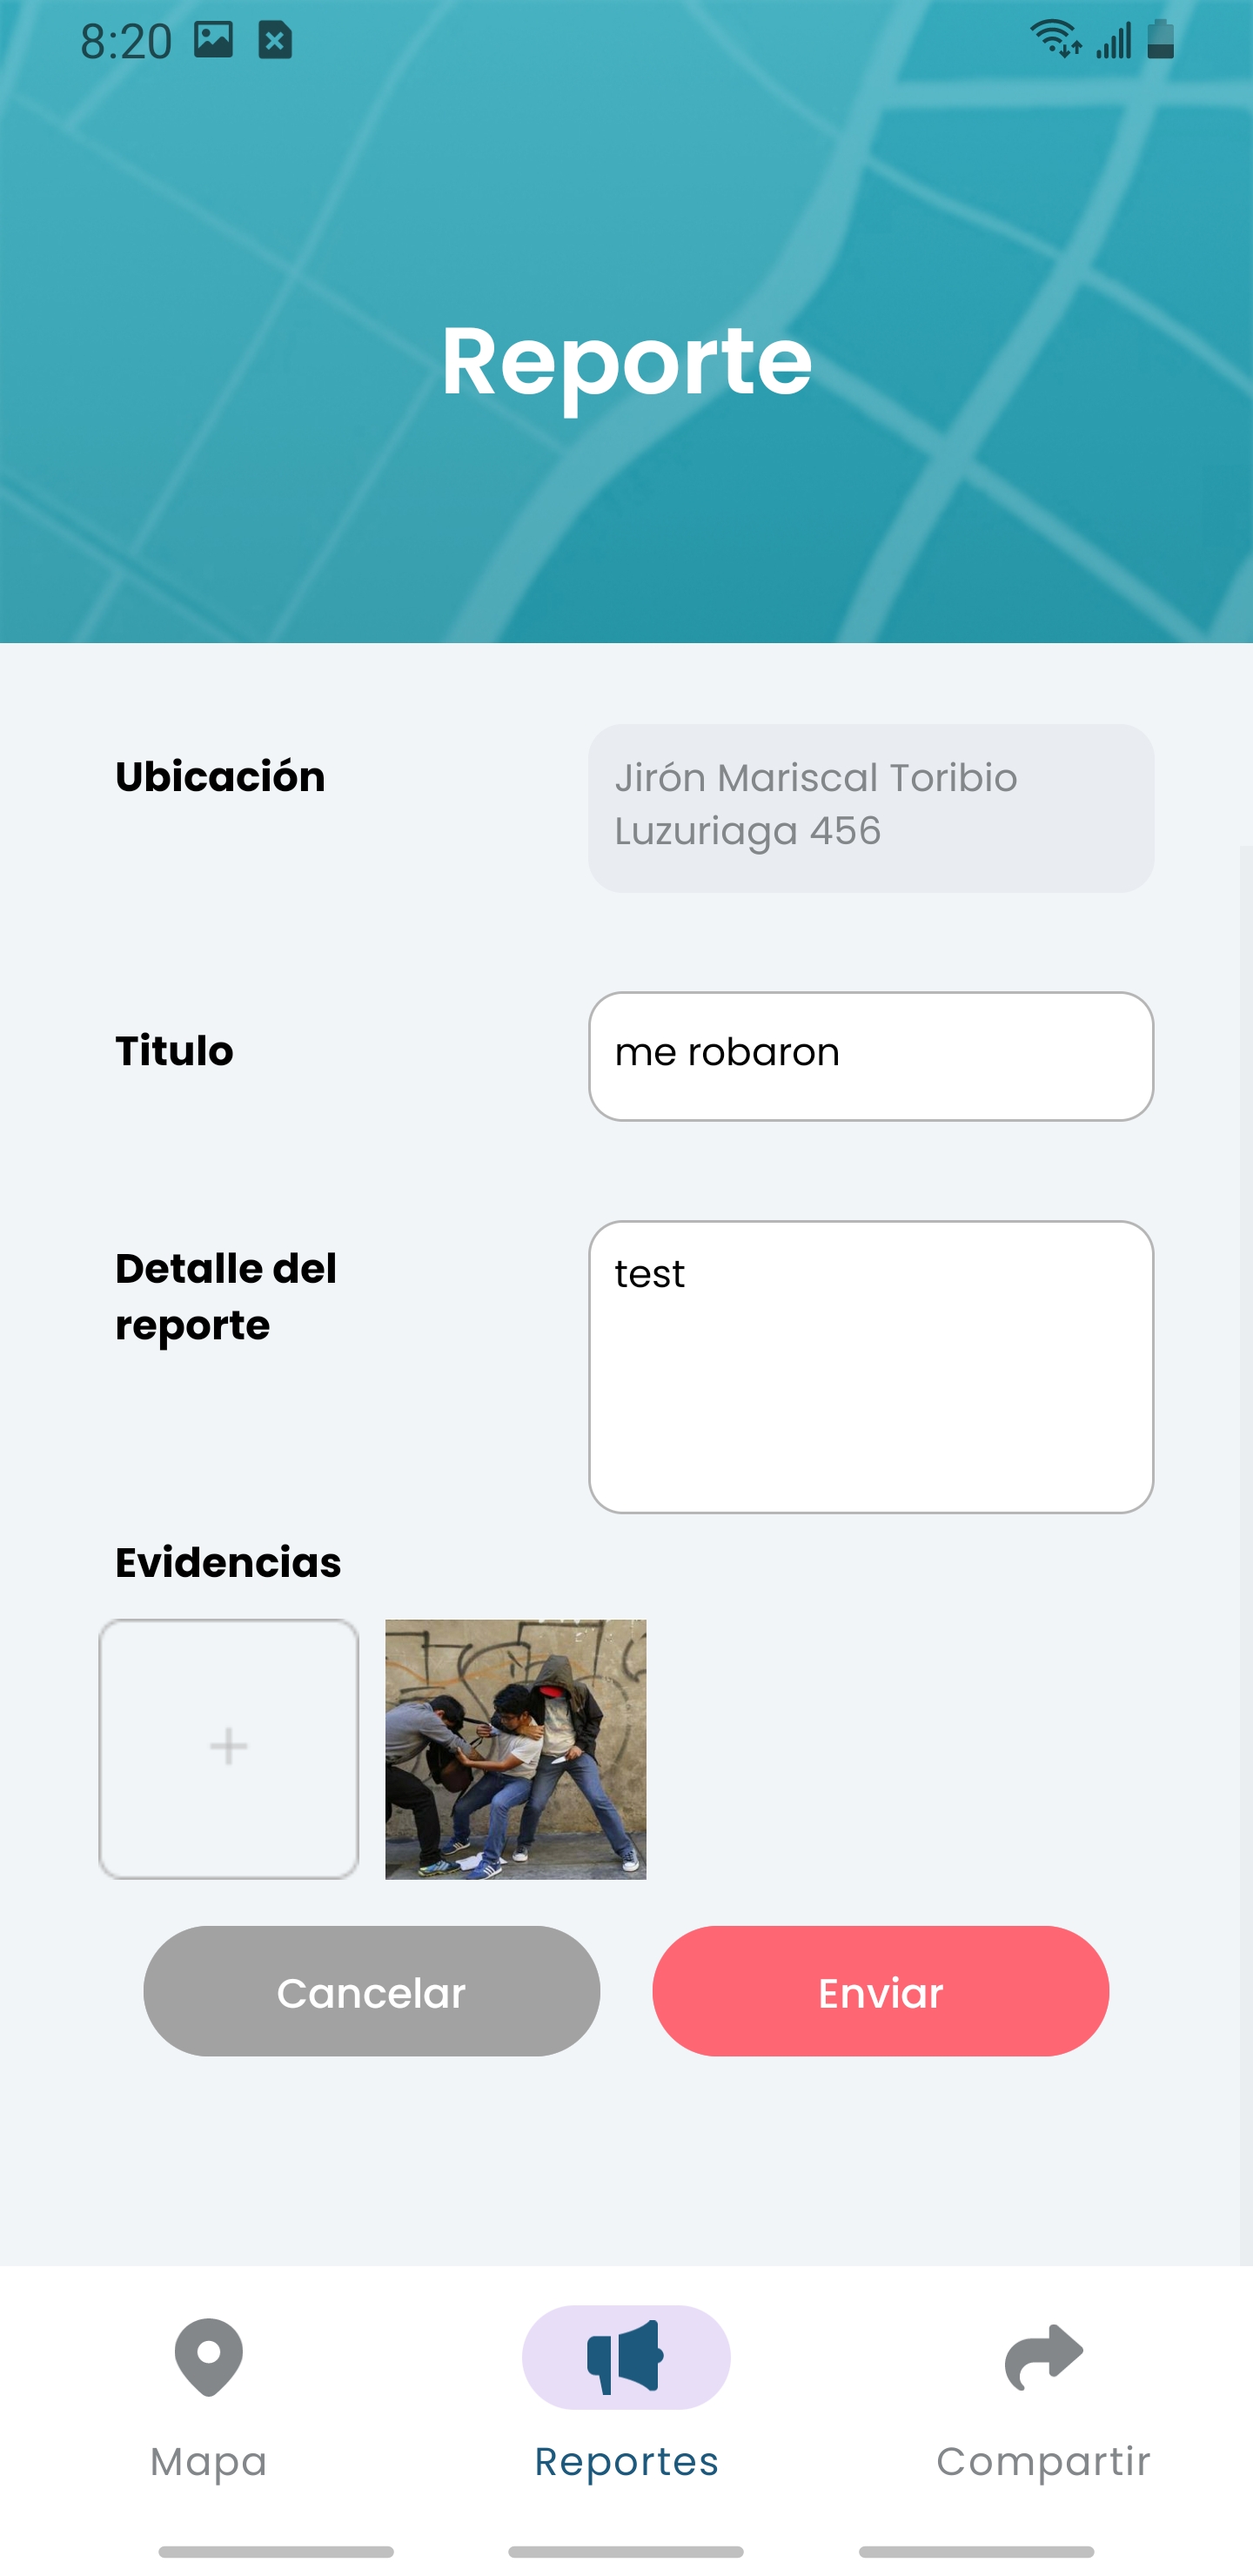 8:20
Reporte
Ubicación
Jirón Mariscal Toribio
Luzuriaga 456
Titulo
me robaron
Detalle del
reporte
test
Evidencias
Cancelar
Enviar
Mapa
Reportes
Compartir